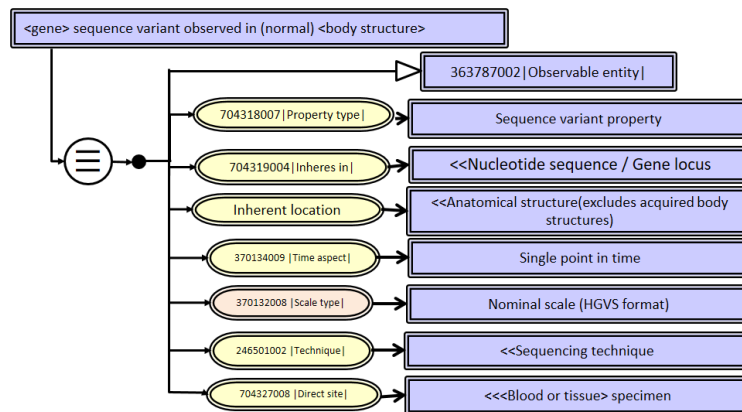 <gene> sequence variant observed in (normal) <body structure>
363787002|Observable entity|
704318007|Property type|
Sequence variant property
704319004|Inheres in|
<<Nucleotide sequence / Gene locus
Inherent location
<<Anatomical structure(excludes acquired body
structures)
370134009 |Time aspect|
Single point in time
370132008 |Scale type|
Nominal scale (HGVS format)
246501002 |Technique|
<<Sequencing technique
704327008 |Direct site|
<<<Blood or tissue> specimen